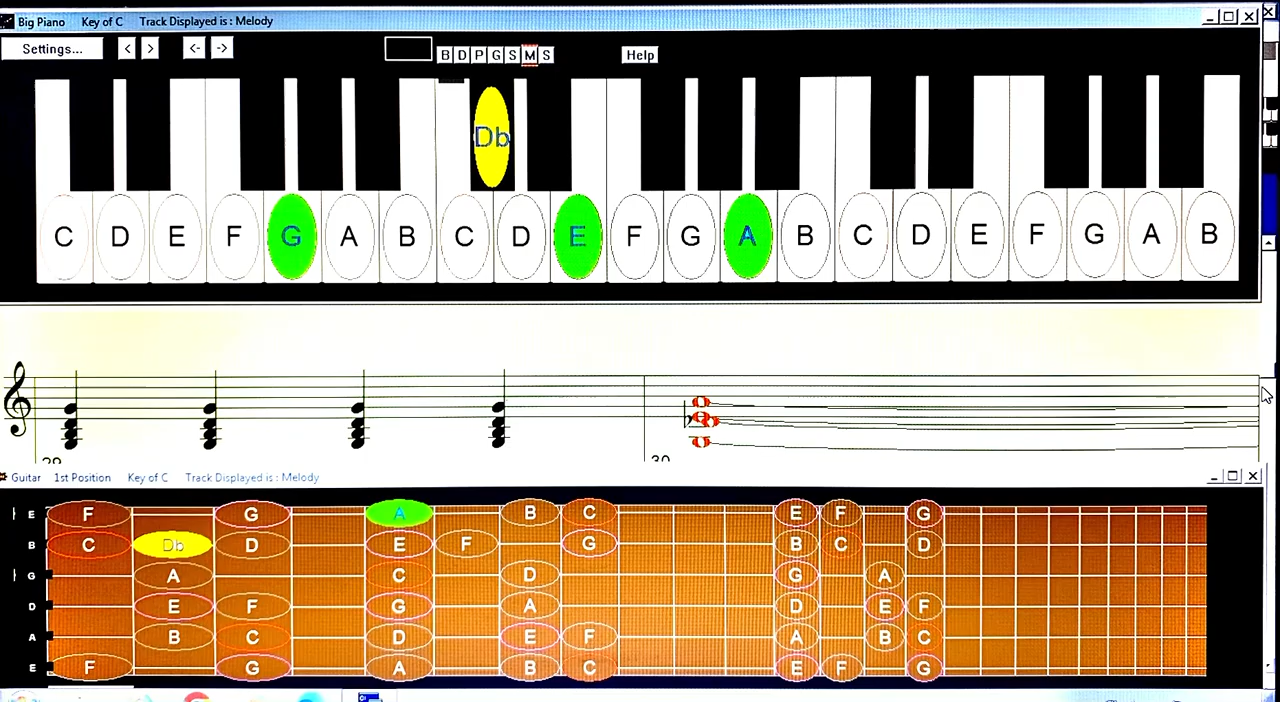 Big Piano Key of C Track Displayed is : Melody
Settings... < > <- -> B D P G S M S Help
Db
C D E F G A B C D E F G A B C D E F G A B
29 30
Guitar 1st Position Key of C Track Displayed is : Melody
E F G A B C E F G
B C Db D E F G B C D
G A C D G A
D E F G A D E F
A B C D E F A B C
E F G A B C E F G